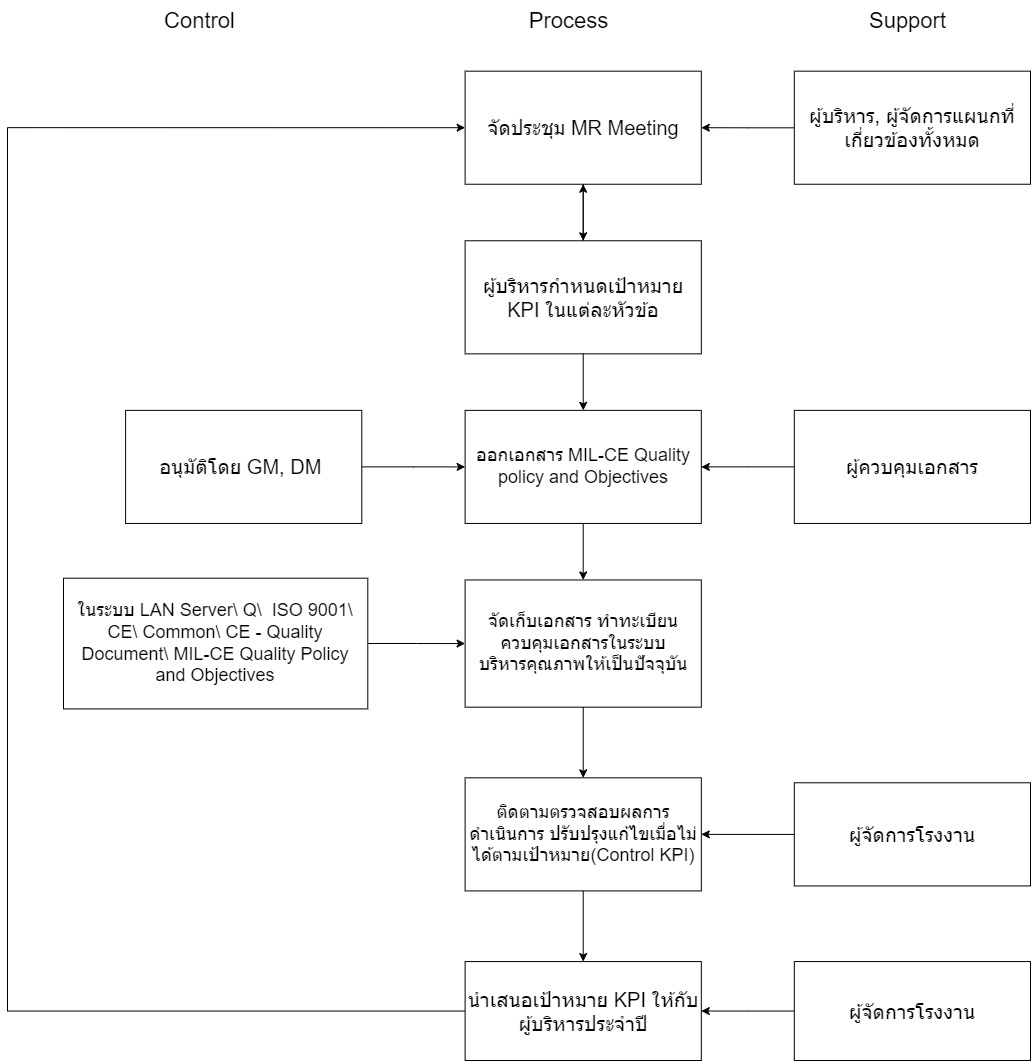 Control
Process
Support
จัดประชุม MR Meeting
ผู้บริหาร, ผู้จัดการแผนกที่
เกี่ยวข้องทั้งหมด
ผู้บริหารกำหนดเป้าหมาย
KPI ในแต่ละหัวข้อ
อนุมัติโดย GM, DM
ออกเอกสาร MIL-CE Quality
policy and Objectives
ผู้ควบคุมเอกสาร
ในระบบ LAN Server\ Q\ ISO 9001\
CE\ Common\ CE - Quality
Document\ MIL-CE Quality Policy
and Objectives
จัดเก็บเอกสาร ทำทะเบียน
ควบคุมเอกสารในระบบ
บริหารคุณภาพให้เป็นปัจจุบัน
ติดตามตรวจสอบผลการ
ดำเนินการ ปรับปรุงแก้ไขเมื่อไม่
ได้ตามเป้าหมาย(Control KPI)
ผู้จัดการโรงงาน
นำเสนอเป้าหมาย KPI ให้กับ
ผู้บริหารประจำปี
ผู้จัดการโรงงาน